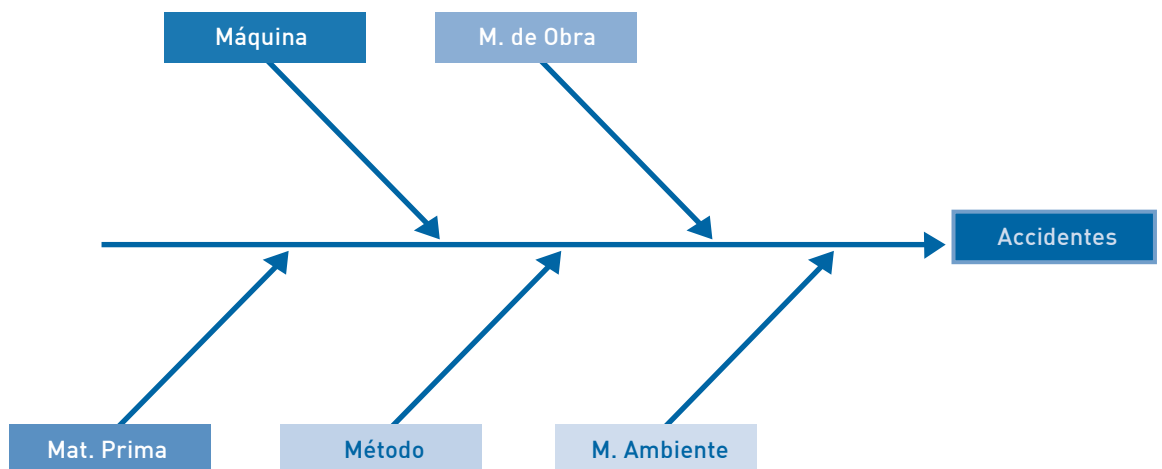 Máquina
M. de Obra
Accidentes
Mat. Prima
Método
M. Ambiente